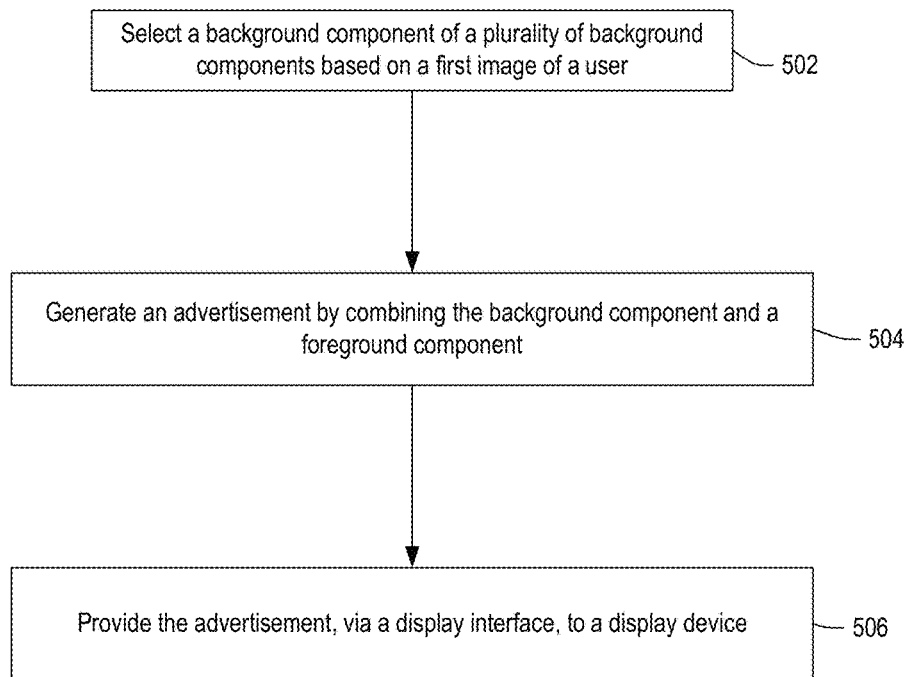 Select a background component of a plurality of background
components based on a first image of a user
502
Generate an advertisement by combining the background component and a
foreground component
504
Provide the advertisement, via a display interface, to a display device
506